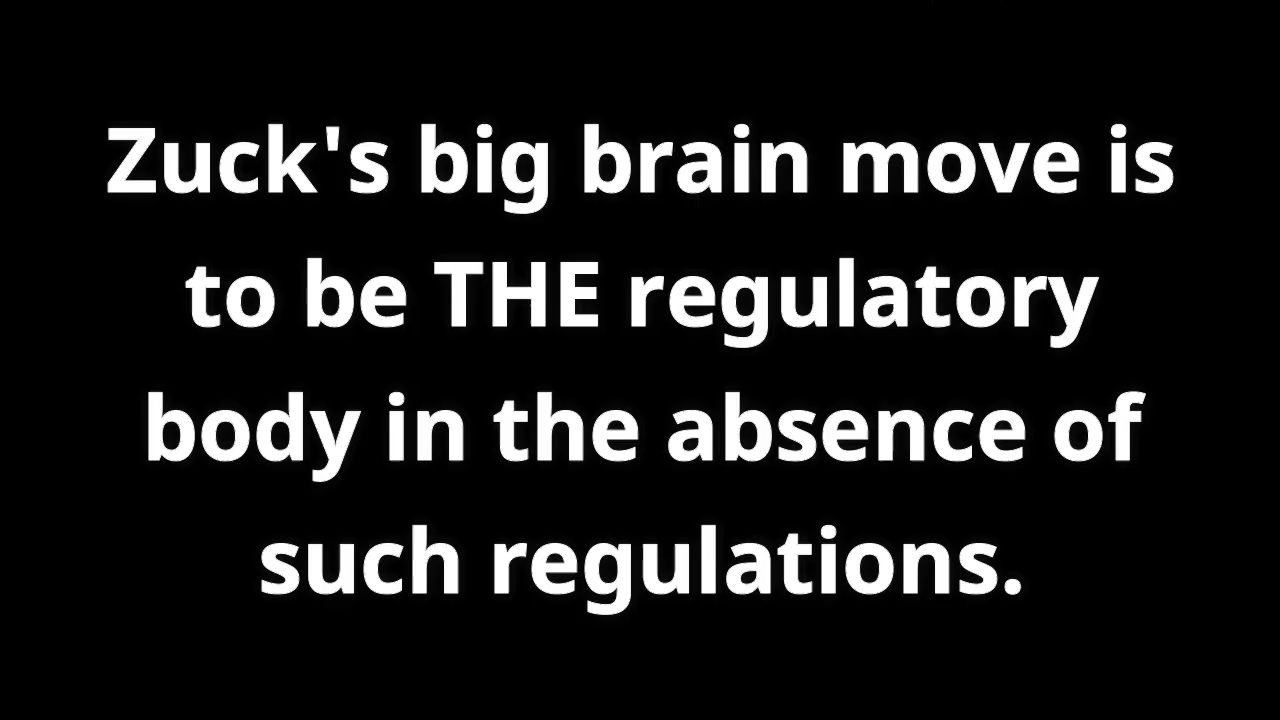 Zuck's big brain move is
to be THE regulatory
body in the absence of
such regulations.